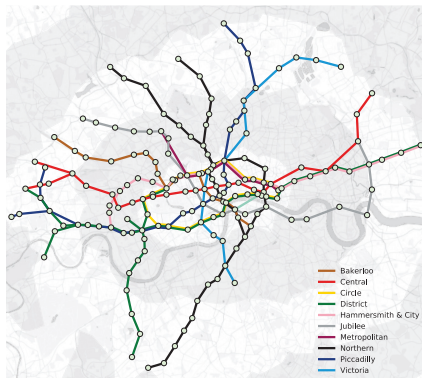 Bakerloo
Central
Circle
District
Hammersmith & City
Jubilee
Metropolitan
Northern
Piccadilly
Victoria